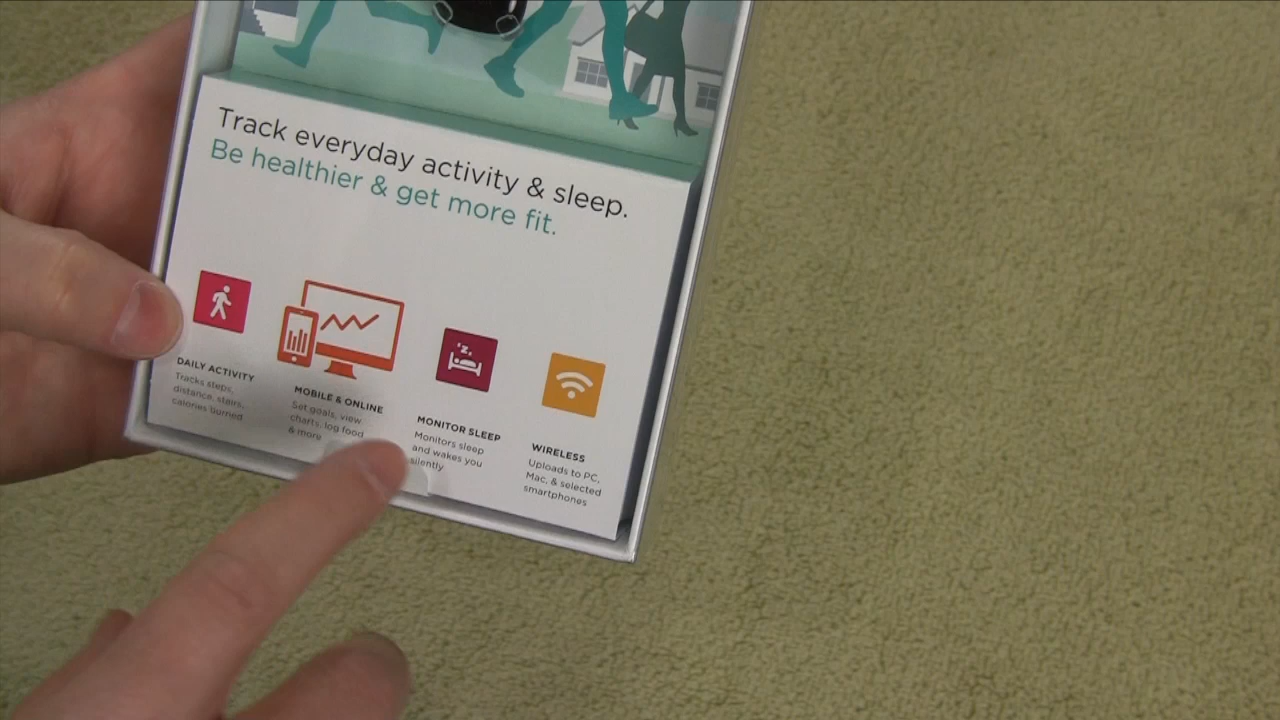 Track everyday activity & sleep.
Be healthier & get more fit.
DAILY ACTIVITY
Tracks steps,
distance, stairs,
calories burned
MOBILE & ONLINE
Set goals, view
charts, log food
& more
z.
z
MONITOR SLEEP
Monitors sleep
and wakes you
silently
WIRELESS
Uploads to PC,
Mac, & selected
smartphones